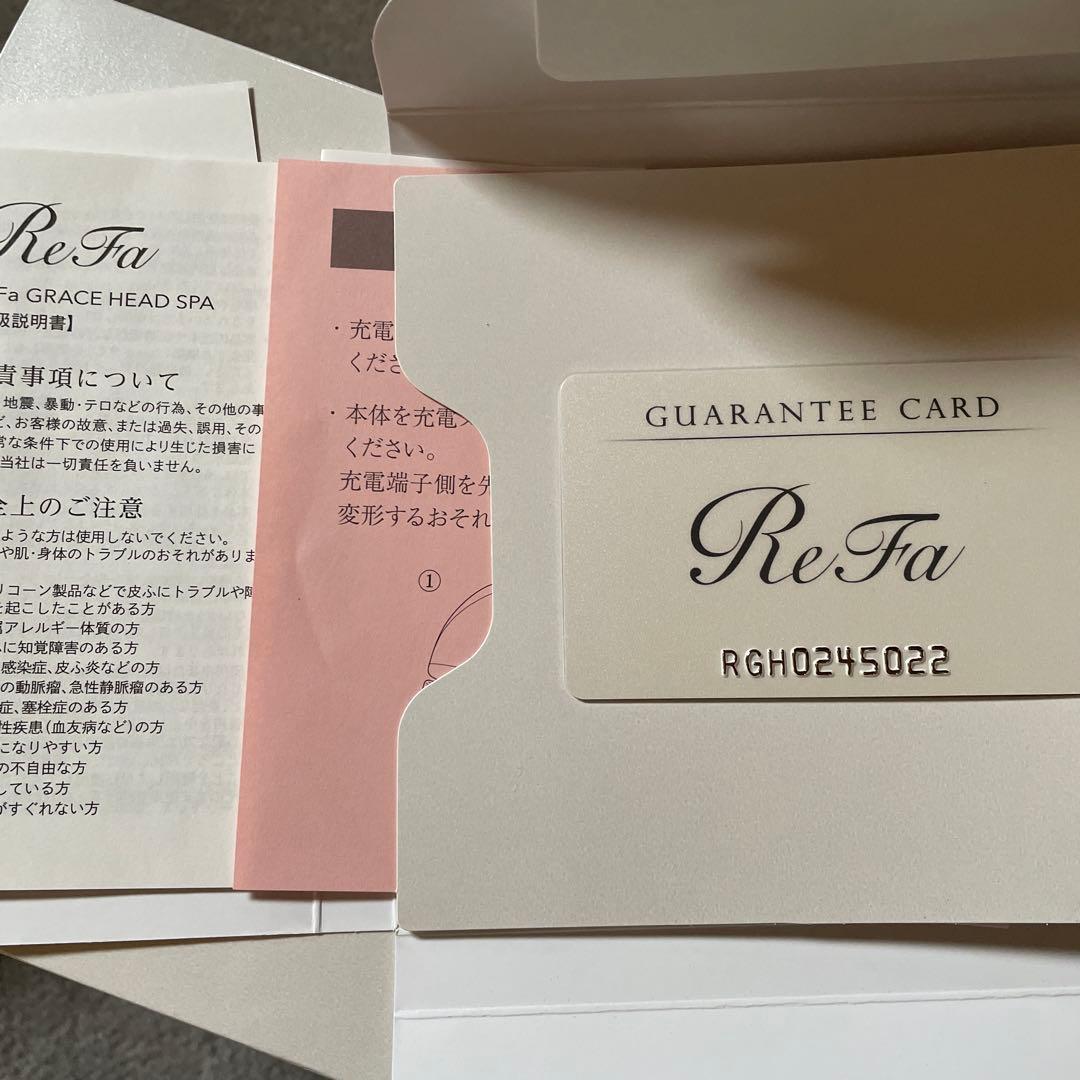 ReFa
Fa GRACE HEAD SPA
扱説明書】
責事項について
地震、暴動・テロなどの行為、その他の事
ど、お客様の故意、または過失、誤用、その
常な条件下での使用により生じた損害に
当社は一切責任を負いません。
全上のご注意
ような方は使用しないでください。
や肌・身体のトラブルのおそれがありま
リコーン製品などで皮ふにトラブルや障
を起こしたことがある方
属アレルギー体質の方
に知覚障害のある方
感染症、皮ふ炎などの方
の動脈瘤、急性静脈瘤のある方
症、塞栓症のある方
性疾患（血友病など）の方
になりやすい方
の不自由な方
している方
がすぐれない方
・充電
くださ
・本体を充電ス
ください。
充電端子側を先
変形するおそれ
①
GUARANTEE CARD
ReFa
RGH0245022